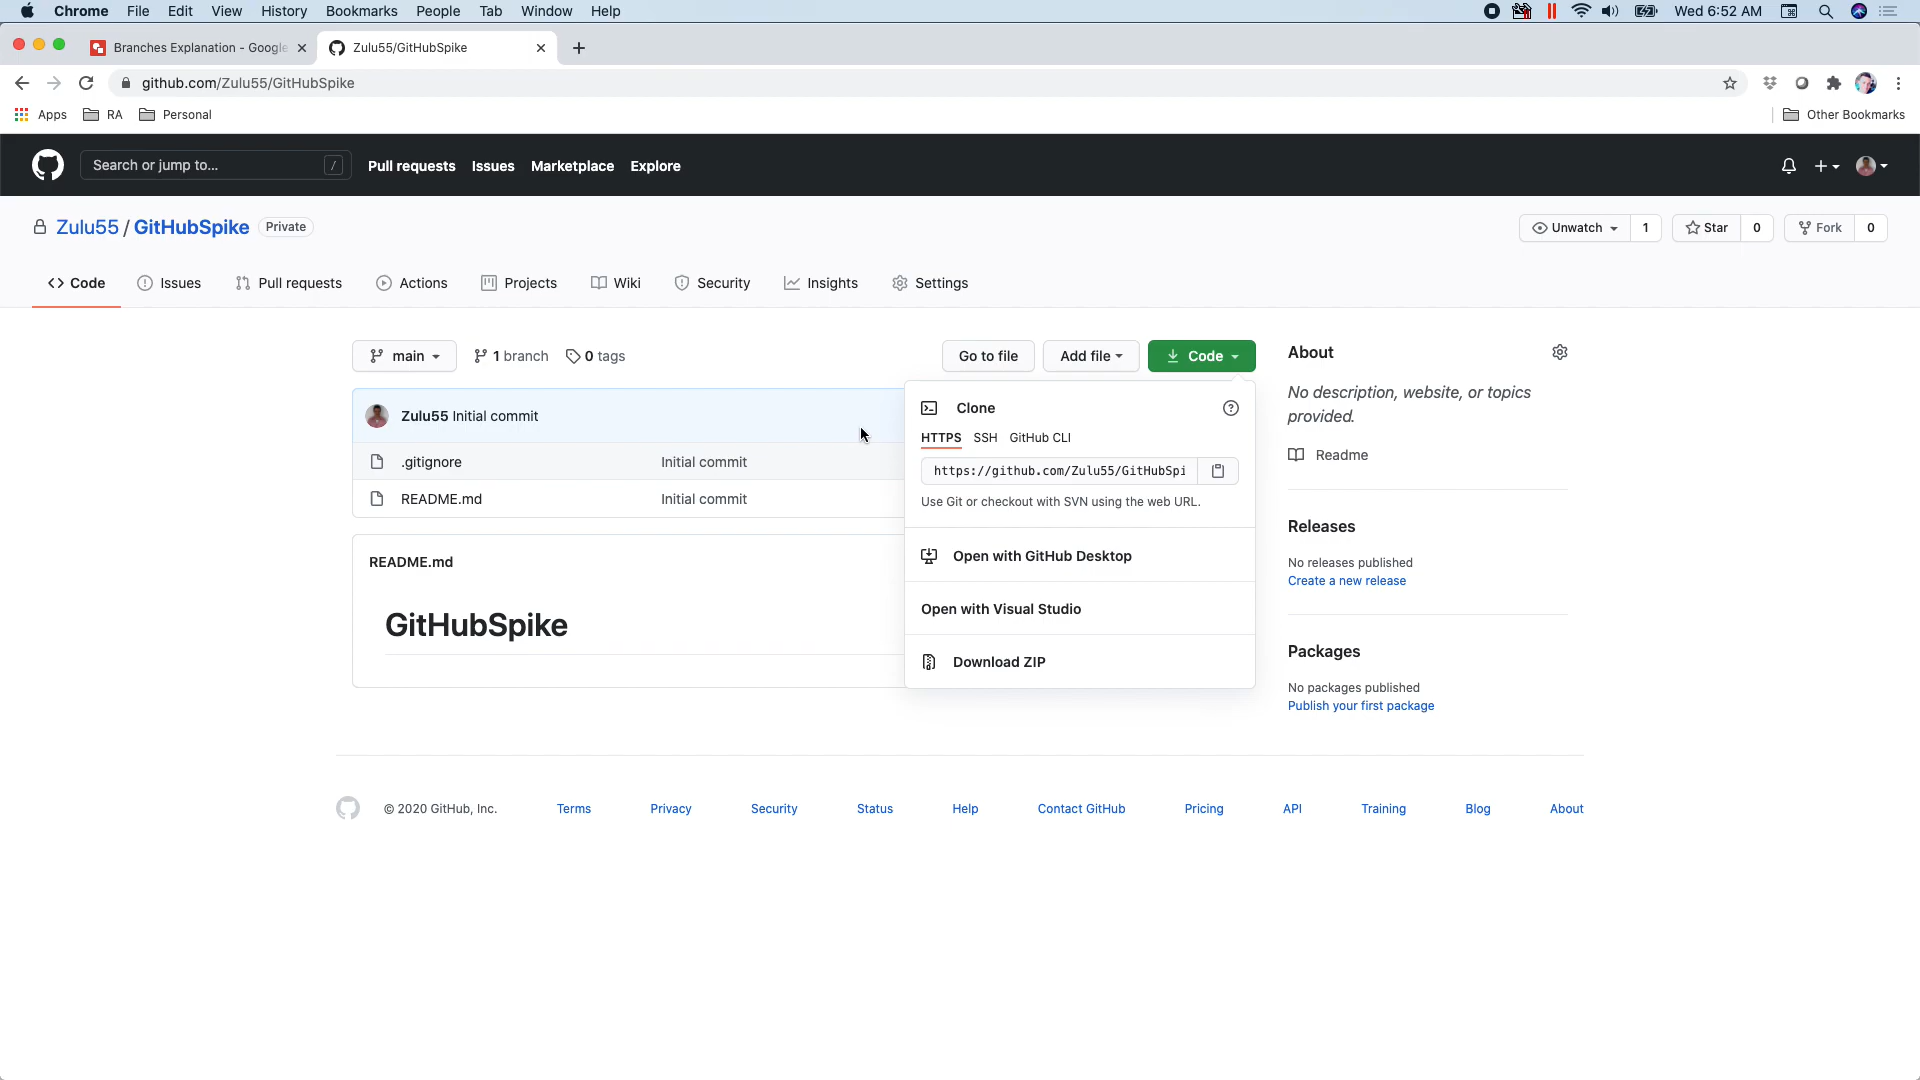 Chrome File Edit View History Bookmarks People Tab Window Help Wed 6:52 AM
Branches Explanation - Google Zulu55/GitHubSpike
github.com/Zulu55/GitHubSpike
Apps RA Personal Other Bookmarks
Search or jump to... / Pull requests Issues Marketplace Explore
Zulu55 / GitHubSpike Private Unwatch 1 Star 0 Fork 0
Code Issues Pull requests Actions Projects Wiki Security Insights Settings
main 1 branch 0 tags Go to file Add file Code
Zulu55 Initial commit
.gitignore Initial commit
README.md Initial commit
README.md
GitHubSpike
Clone
HTTPS SSH GitHub CLI
https://github.com/Zulu55/GitHubSpi
Use Git or checkout with SVN using the web URL.
Open with GitHub Desktop
Open with Visual Studio
Download ZIP
About
No description, website, or topics
provided.
Readme
Releases
No releases published
Create a new release
Packages
No packages published
Publish your first package
© 2020 GitHub, Inc. Terms Privacy Security Status Help Contact GitHub Pricing API Training Blog About